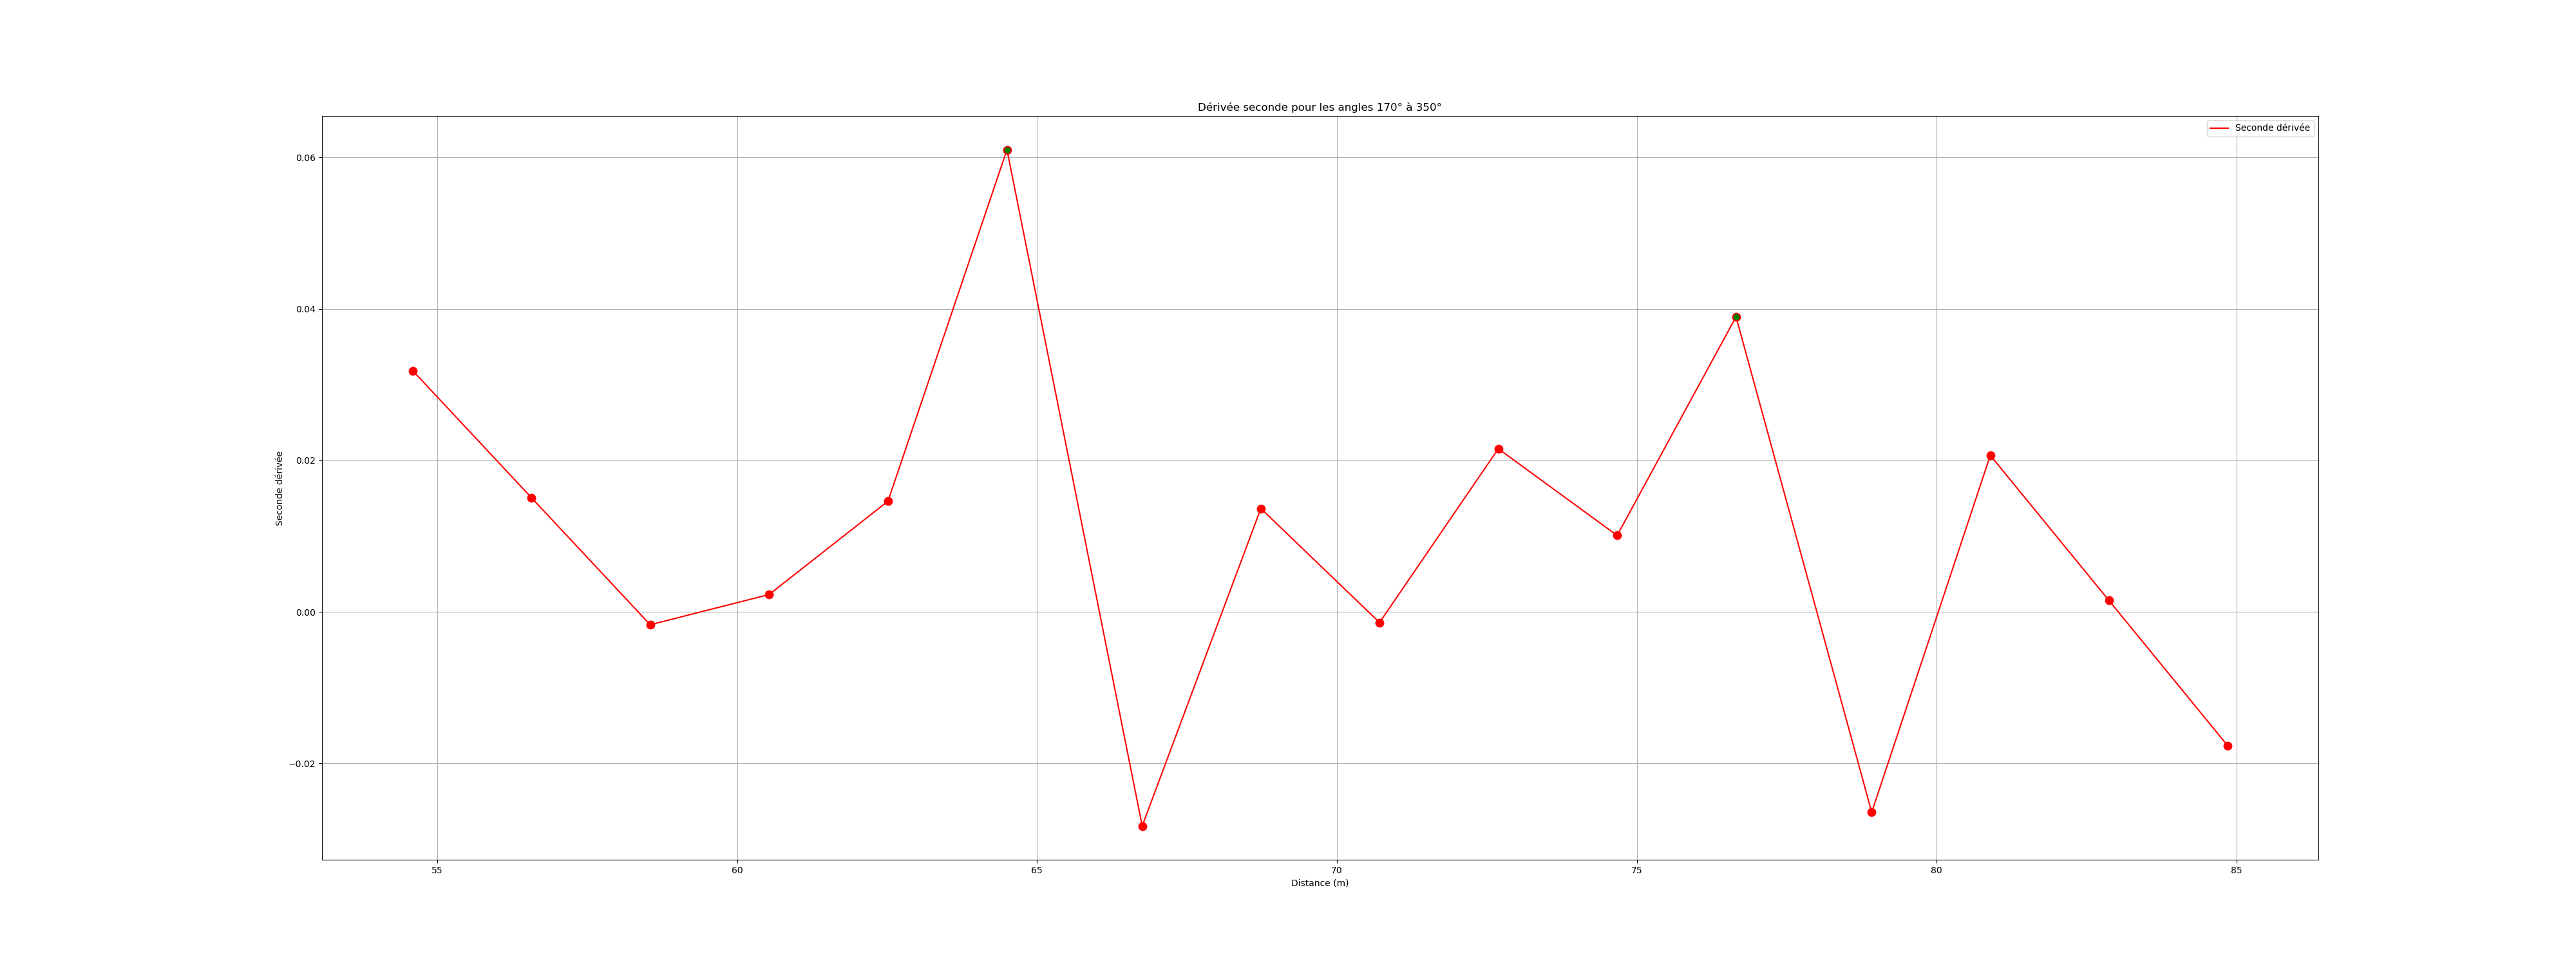 Dérivée seconde pour les angles 170° à 350°
Seconde dérivée
0.06
0.04
0.02
0.00
−0.02
Seconde dérivée
55 60 65 70 75 80 85
Distance (m)